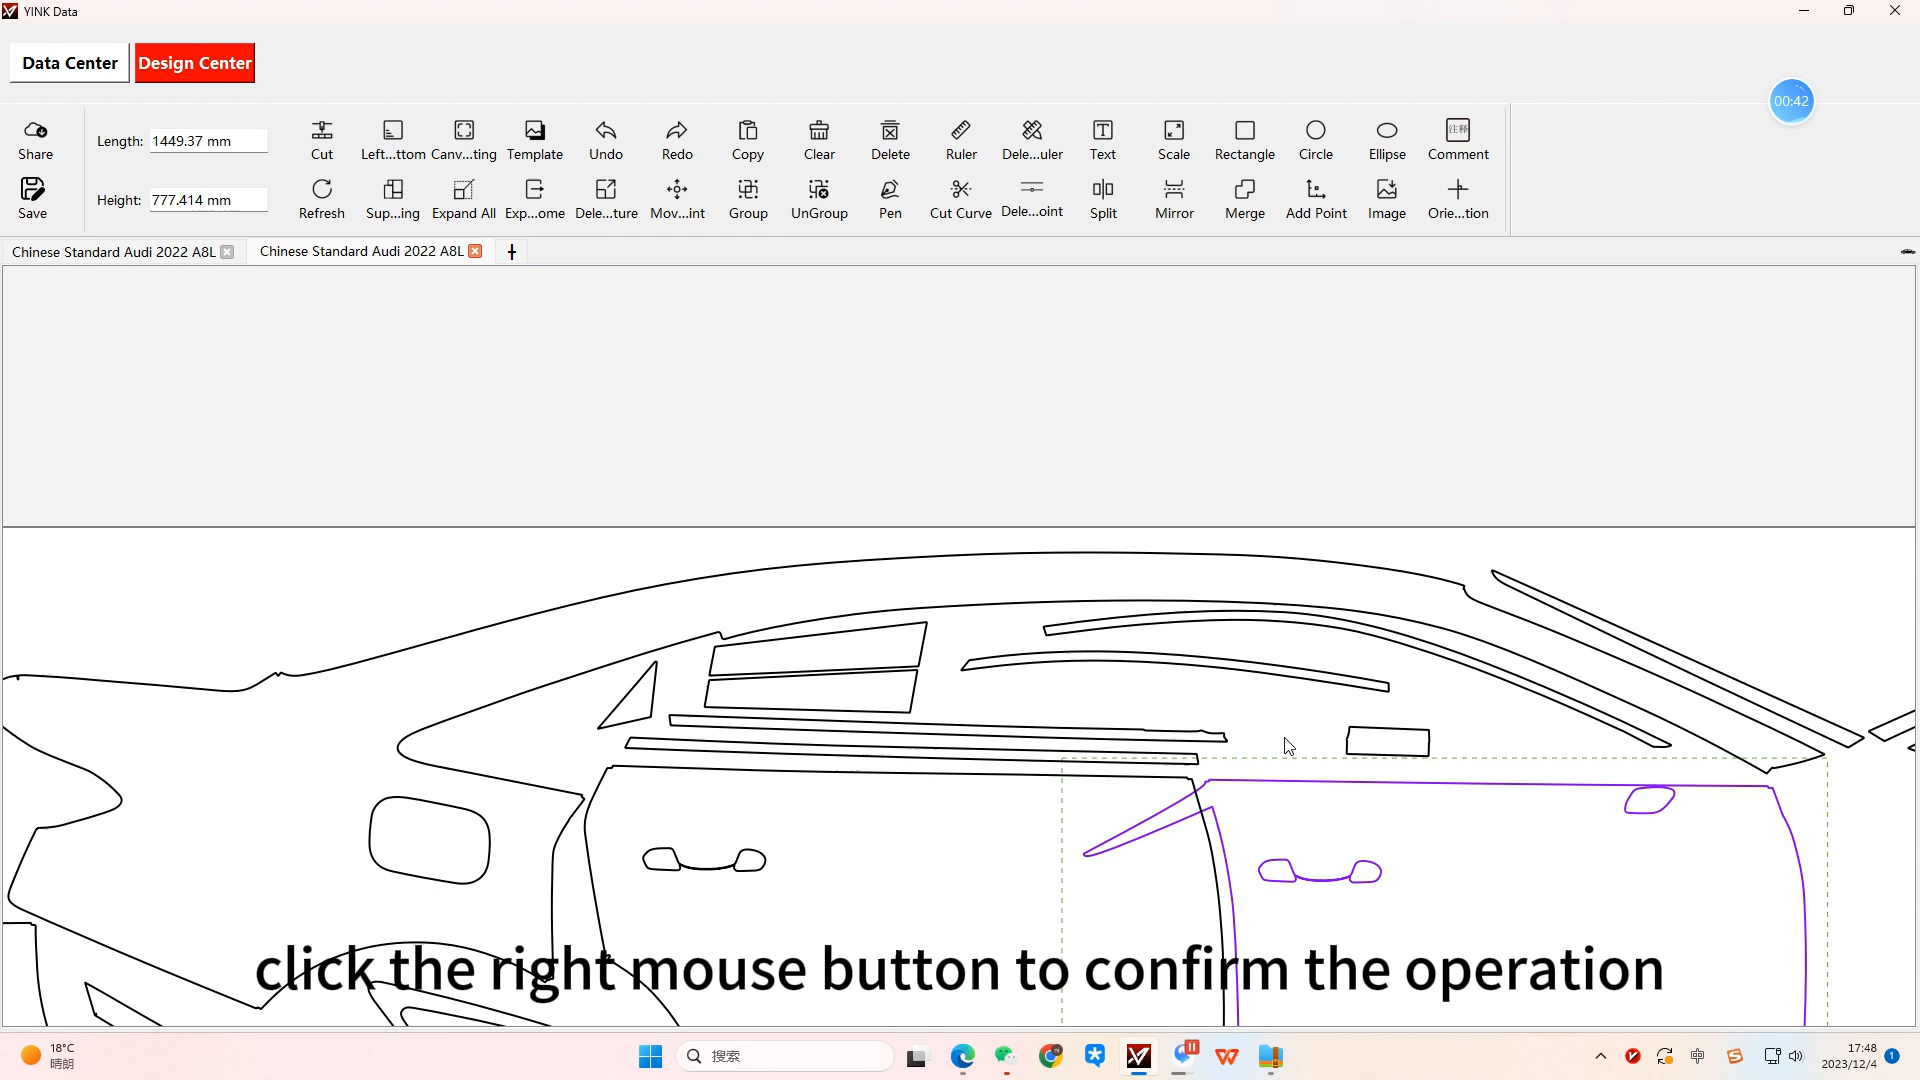 YINK Data
Data Center
Design Center
00:42
Share
Length: 1449.37 mm
Cut
Left...ttom
Canv...ting
Template
Undo
Redo
Copy
Clear
Delete
Ruler
Dele...uler
Text
Scale
Rectangle
Circle
Ellipse
注释
Comment
Save
Height: 777.414 mm
Refresh
Sup...ing
Expand All
Exp...ome
Dele...ture
Mov...int
Group
UnGroup
Pen
Cut Curve
Dele...oint
Split
Mirror
Merge
Add Point
Image
Orie...tion
Chinese Standard Audi 2022 A8L
Chinese Standard Audi 2022 A8L
click the right mouse button to confirm the operation
18°C
晴朗
搜索
中
17:48
2023/12/4
1